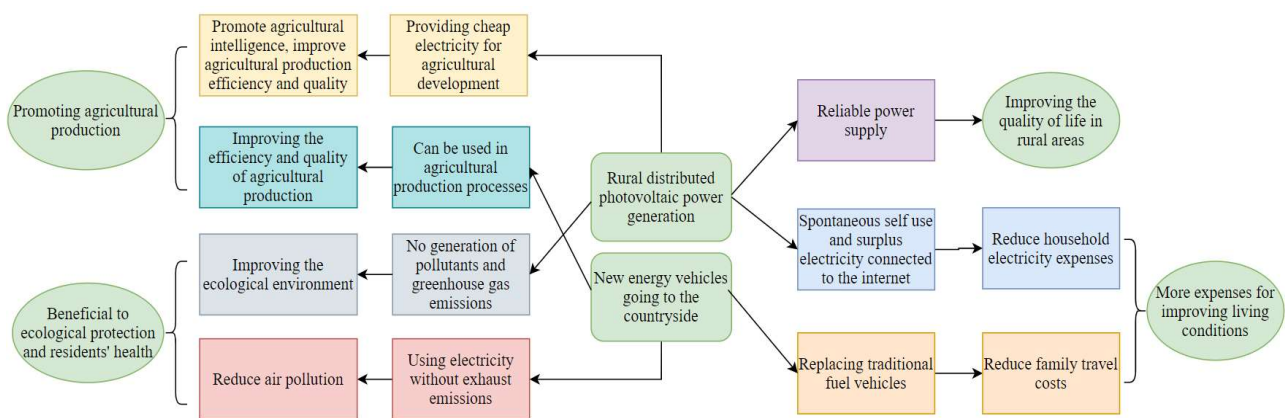 Promoting agricultural
production
Promote agricultural
intelligence, improve
agricultural production
efficiency and quality
Providing cheap
electricity for
agricultural
development
Improving the
efficiency and quality
of agricultural
production
Can be used in
agricultural
production processes
Beneficial to
ecological protection
and residents' health
Improving the
ecological environment
No generation of
pollutants and
greenhouse gas
emissions
Reduce air pollution
Using electricity
without exhaust
emissions
Rural distributed
photovoltaic power
generation
New energy vehicles
going to the
countryside
Reliable power
supply
Improving the
quality of life in
rural areas
Spontaneous self use
and surplus
electricity connected
to the internet
Reduce household
electricity expenses
Replacing traditional
fuel vehicles
Reduce family travel
costs
More expenses for
improving living
conditions